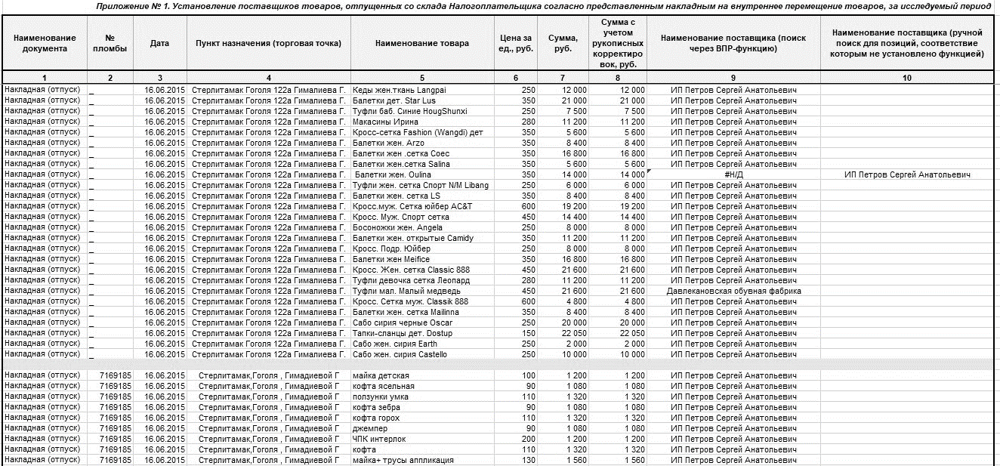 Приложение № 1. Установление поставщиков товаров, отпущенных со склада Налогоплательщика согласно представленным накладным на внутреннее перемещение товаров, за исследуемый период
Наименование документа № пломбы Дата Пункт назначения (торговая точка) Наименование товара Цена за ед., руб. Сумма, руб. Сумма с учетом рукописных корректиро вок, руб. Наименование поставщика (поиск через ВПР-функцию) Наименование поставщика (ручной поиск для позиций, соответствие которым не установлено функцией)
1 2 3 4 5 6 7 8 9 10
Накладная (отпуск) _ 16.06.2015 Стерлитамак Гоголя 122а Гималиева Г. Кеды жен.ткань Langpai 250 12 000 12 000 ИП Петров Сергей Анатольевич
Накладная (отпуск) _ 16.06.2015 Стерлитамак Гоголя 122а Гималиева Г. Балетки дет. Star Lus 350 21 000 21 000 ИП Петров Сергей Анатольевич
Накладная (отпуск) _ 16.06.2015 Стерлитамак Гоголя 122а Гималиева Г. Туфли баб. Синие HougShunxi 250 7 500 7 500 ИП Петров Сергей Анатольевич
Накладная (отпуск) _ 16.06.2015 Стерлитамак Гоголя 122а Гималиева Г. Макасины Ирина 280 11 200 11 200 ИП Петров Сергей Анатольевич
Накладная (отпуск) _ 16.06.2015 Стерлитамак Гоголя 122а Гималиева Г. Кросс-сетка Fashion (Wangdi) дет 350 5 600 5 600 ИП Петров Сергей Анатольевич
Накладная (отпуск) _ 16.06.2015 Стерлитамак Гоголя 122а Гималиева Г. Балетки жен. Arzo 350 8 400 8 400 ИП Петров Сергей Анатольевич
Накладная (отпуск) _ 16.06.2015 Стерлитамак Гоголя 122а Гималиева Г. Балетки жен .сетка Соес 350 16 800 16 800 ИП Петров Сергей Анатольевич
Накладная (отпуск) _ 16.06.2015 Стерлитамак Гоголя 122а Гималиева Г. Балетки жен.сетка Salina 350 5 600 5 600 ИП Петров Сергей Анатольевич
Накладная (отпуск) _ 16.06.2015 Стерлитамак Гоголя 122а Гималиева Г. Балетки жен. Oulina 350 14 000 14 000 #Н/Д ИП Петров Сергей Анатольевич
Накладная (отпуск) _ 16.06.2015 Стерлитамак Гоголя 122а Гималиева Г. Туфли жен. сетка Спорт N/M Libang 250 6 000 6 000 ИП Петров Сергей Анатольевич
Накладная (отпуск) _ 16.06.2015 Стерлитамак Гоголя 122а Гималиева Г. Балетки жен. сетка LS 350 8 400 8 400 ИП Петров Сергей Анатольевич
Накладная (отпуск) _ 16.06.2015 Стерлитамак Гоголя 122а Гималиева Г. Кросс.муж. Сетка юйбер AC&T 600 19 200 19 200 ИП Петров Сергей Анатольевич
Накладная (отпуск) _ 16.06.2015 Стерлитамак Гоголя 122а Гималиева Г. Кросс. Муж. Спорт сетка 450 14 400 14 400 ИП Петров Сергей Анатольевич
Накладная (отпуск) _ 16.06.2015 Стерлитамак Гоголя 122а Гималиева Г. Босоножки жен. Angela 250 8 000 8 000 ИП Петров Сергей Анатольевич
Накладная (отпуск) _ 16.06.2015 Стерлитамак Гоголя 122а Гималиева Г. Балетки жен. открытые Camidy 350 11 200 11 200 ИП Петров Сергей Анатольевич
Накладная (отпуск) _ 16.06.2015 Стерлитамак Гоголя 122а Гималиева Г. Кросс. Подр. Юйбер 250 8 000 8 000 ИП Петров Сергей Анатольевич
Накладная (отпуск) _ 16.06.2015 Стерлитамак Гоголя 122а Гималиева Г. Балетки жен Meifice 350 16 800 16 800 ИП Петров Сергей Анатольевич
Накладная (отпуск) _ 16.06.2015 Стерлитамак Гоголя 122а Гималиева Г. Кросс. Жен. сетка Classic 888 450 21 600 21 600 ИП Петров Сергей Анатольевич
Накладная (отпуск) _ 16.06.2015 Стерлитамак Гоголя 122а Гималиева Г. Туфли девочка сетка Леопард 280 11 200 11 200 ИП Петров Сергей Анатольевич
Накладная (отпуск) _ 16.06.2015 Стерлитамак Гоголя 122а Гималиева Г. Туфли мал. Малый медведь 450 21 600 21 600 Давлекановская обувная фабрика
Накладная (отпуск) _ 16.06.2015 Стерлитамак Гоголя 122а Гималиева Г. Кросс. Сетка муж. Classik 888 600 4 800 4 800 ИП Петров Сергей Анатольевич
Накладная (отпуск) _ 16.06.2015 Стерлитамак Гоголя 122а Гималиева Г. Балетки жен. сетка Mailinna 350 8 400 8 400 ИП Петров Сергей Анатольевич
Накладная (отпуск) _ 16.06.2015 Стерлитамак Гоголя 122а Гималиева Г. Сабо сирия черные Oscar 250 20 000 20 000 ИП Петров Сергей Анатольевич
Накладная (отпуск) _ 16.06.2015 Стерлитамак Гоголя 122а Гималиева Г. Тапки-сланцы дет. Dostup 150 22 050 22 050 ИП Петров Сергей Анатольевич
Накладная (отпуск) _ 16.06.2015 Стерлитамак Гоголя 122а Гималиева Г. Сабо жен. сирия Earth 250 2 000 2 000 ИП Петров Сергей Анатольевич
Накладная (отпуск) _ 16.06.2015 Стерлитамак Гоголя 122а Гималиева Г. Сабо жен. сирия Castello 250 10 000 10 000 ИП Петров Сергей Анатольевич
Накладная (отпуск) 7169185 16.06.2015 Стерлитамак,Гоголя , Гимадиевой Г майка детская 100 1 200 1 200 ИП Петров Сергей Анатольевич
Накладная (отпуск) 7169185 16.06.2015 Стерлитамак,Гоголя , Гимадиевой Г кофта ясельная 90 1 080 1 080 ИП Петров Сергей Анатольевич
Накладная (отпуск) 7169185 16.06.2015 Стерлитамак,Гоголя , Гимадиевой Г ползунки умка 110 1 320 1 320 ИП Петров Сергей Анатольевич
Накладная (отпуск) 7169185 16.06.2015 Стерлитамак,Гоголя , Гимадиевой Г кофта зебра 90 1 080 1 080 ИП Петров Сергей Анатольевич
Накладная (отпуск) 7169185 16.06.2015 Стерлитамак,Гоголя , Гимадиевой Г кофта горох 110 1 320 1 320 ИП Петров Сергей Анатольевич
Накладная (отпуск) 7169185 16.06.2015 Стерлитамак,Гоголя , Гимадиевой Г джемпер 90 1 080 1 080 ИП Петров Сергей Анатольевич
Накладная (отпуск) 7169185 16.06.2015 Стерлитамак,Гоголя , Гимадиевой Г ЧПК интерлок 200 1 200 1 200 ИП Петров Сергей Анатольевич
Накладная (отпуск) 7169185 16.06.2015 Стерлитамак,Гоголя , Гимадиевой Г кофта 110 1 320 1 320 ИП Петров Сергей Анатольевич
Накладная (отпуск) 7169185 16.06.2015 Стерлитамак,Гоголя , Гимадиевой Г майка+ трусы аппликация 130 1 560 1 560 ИП Петров Сергей Анатольевич